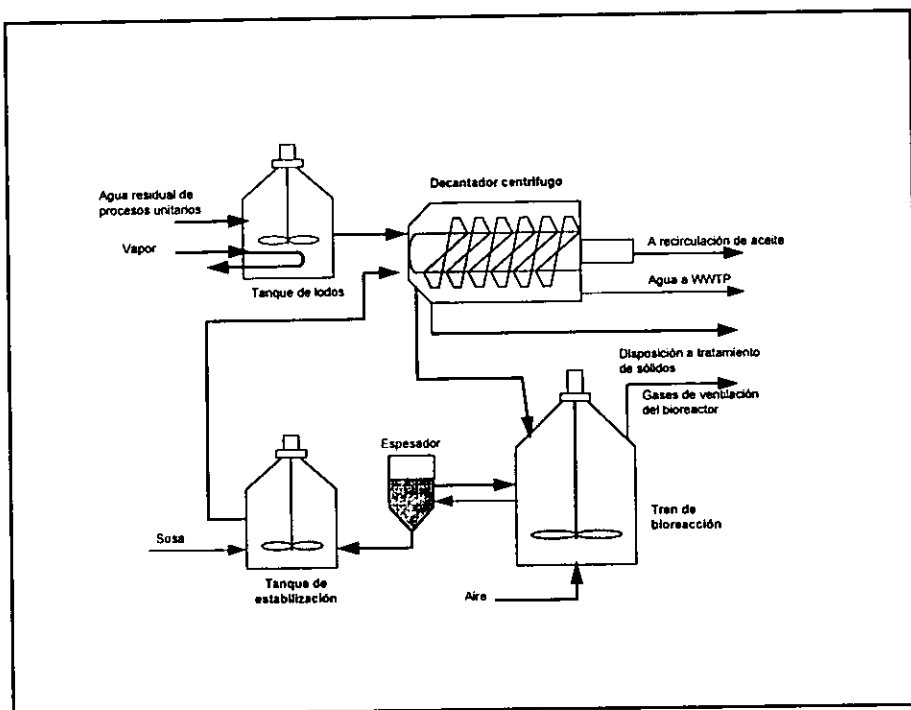 Decantador centrífugo
Agua residual de
procesos unitarios
A recirculación de aceite
Vapor
Agua a WWTP
Tanque de lodos
Disposición a tratamiento
de sólidos
Gases de ventilación
del bioreactor
Espesador
Tren de
bioreacción
Susa
Tanque de
estabilización
Aire